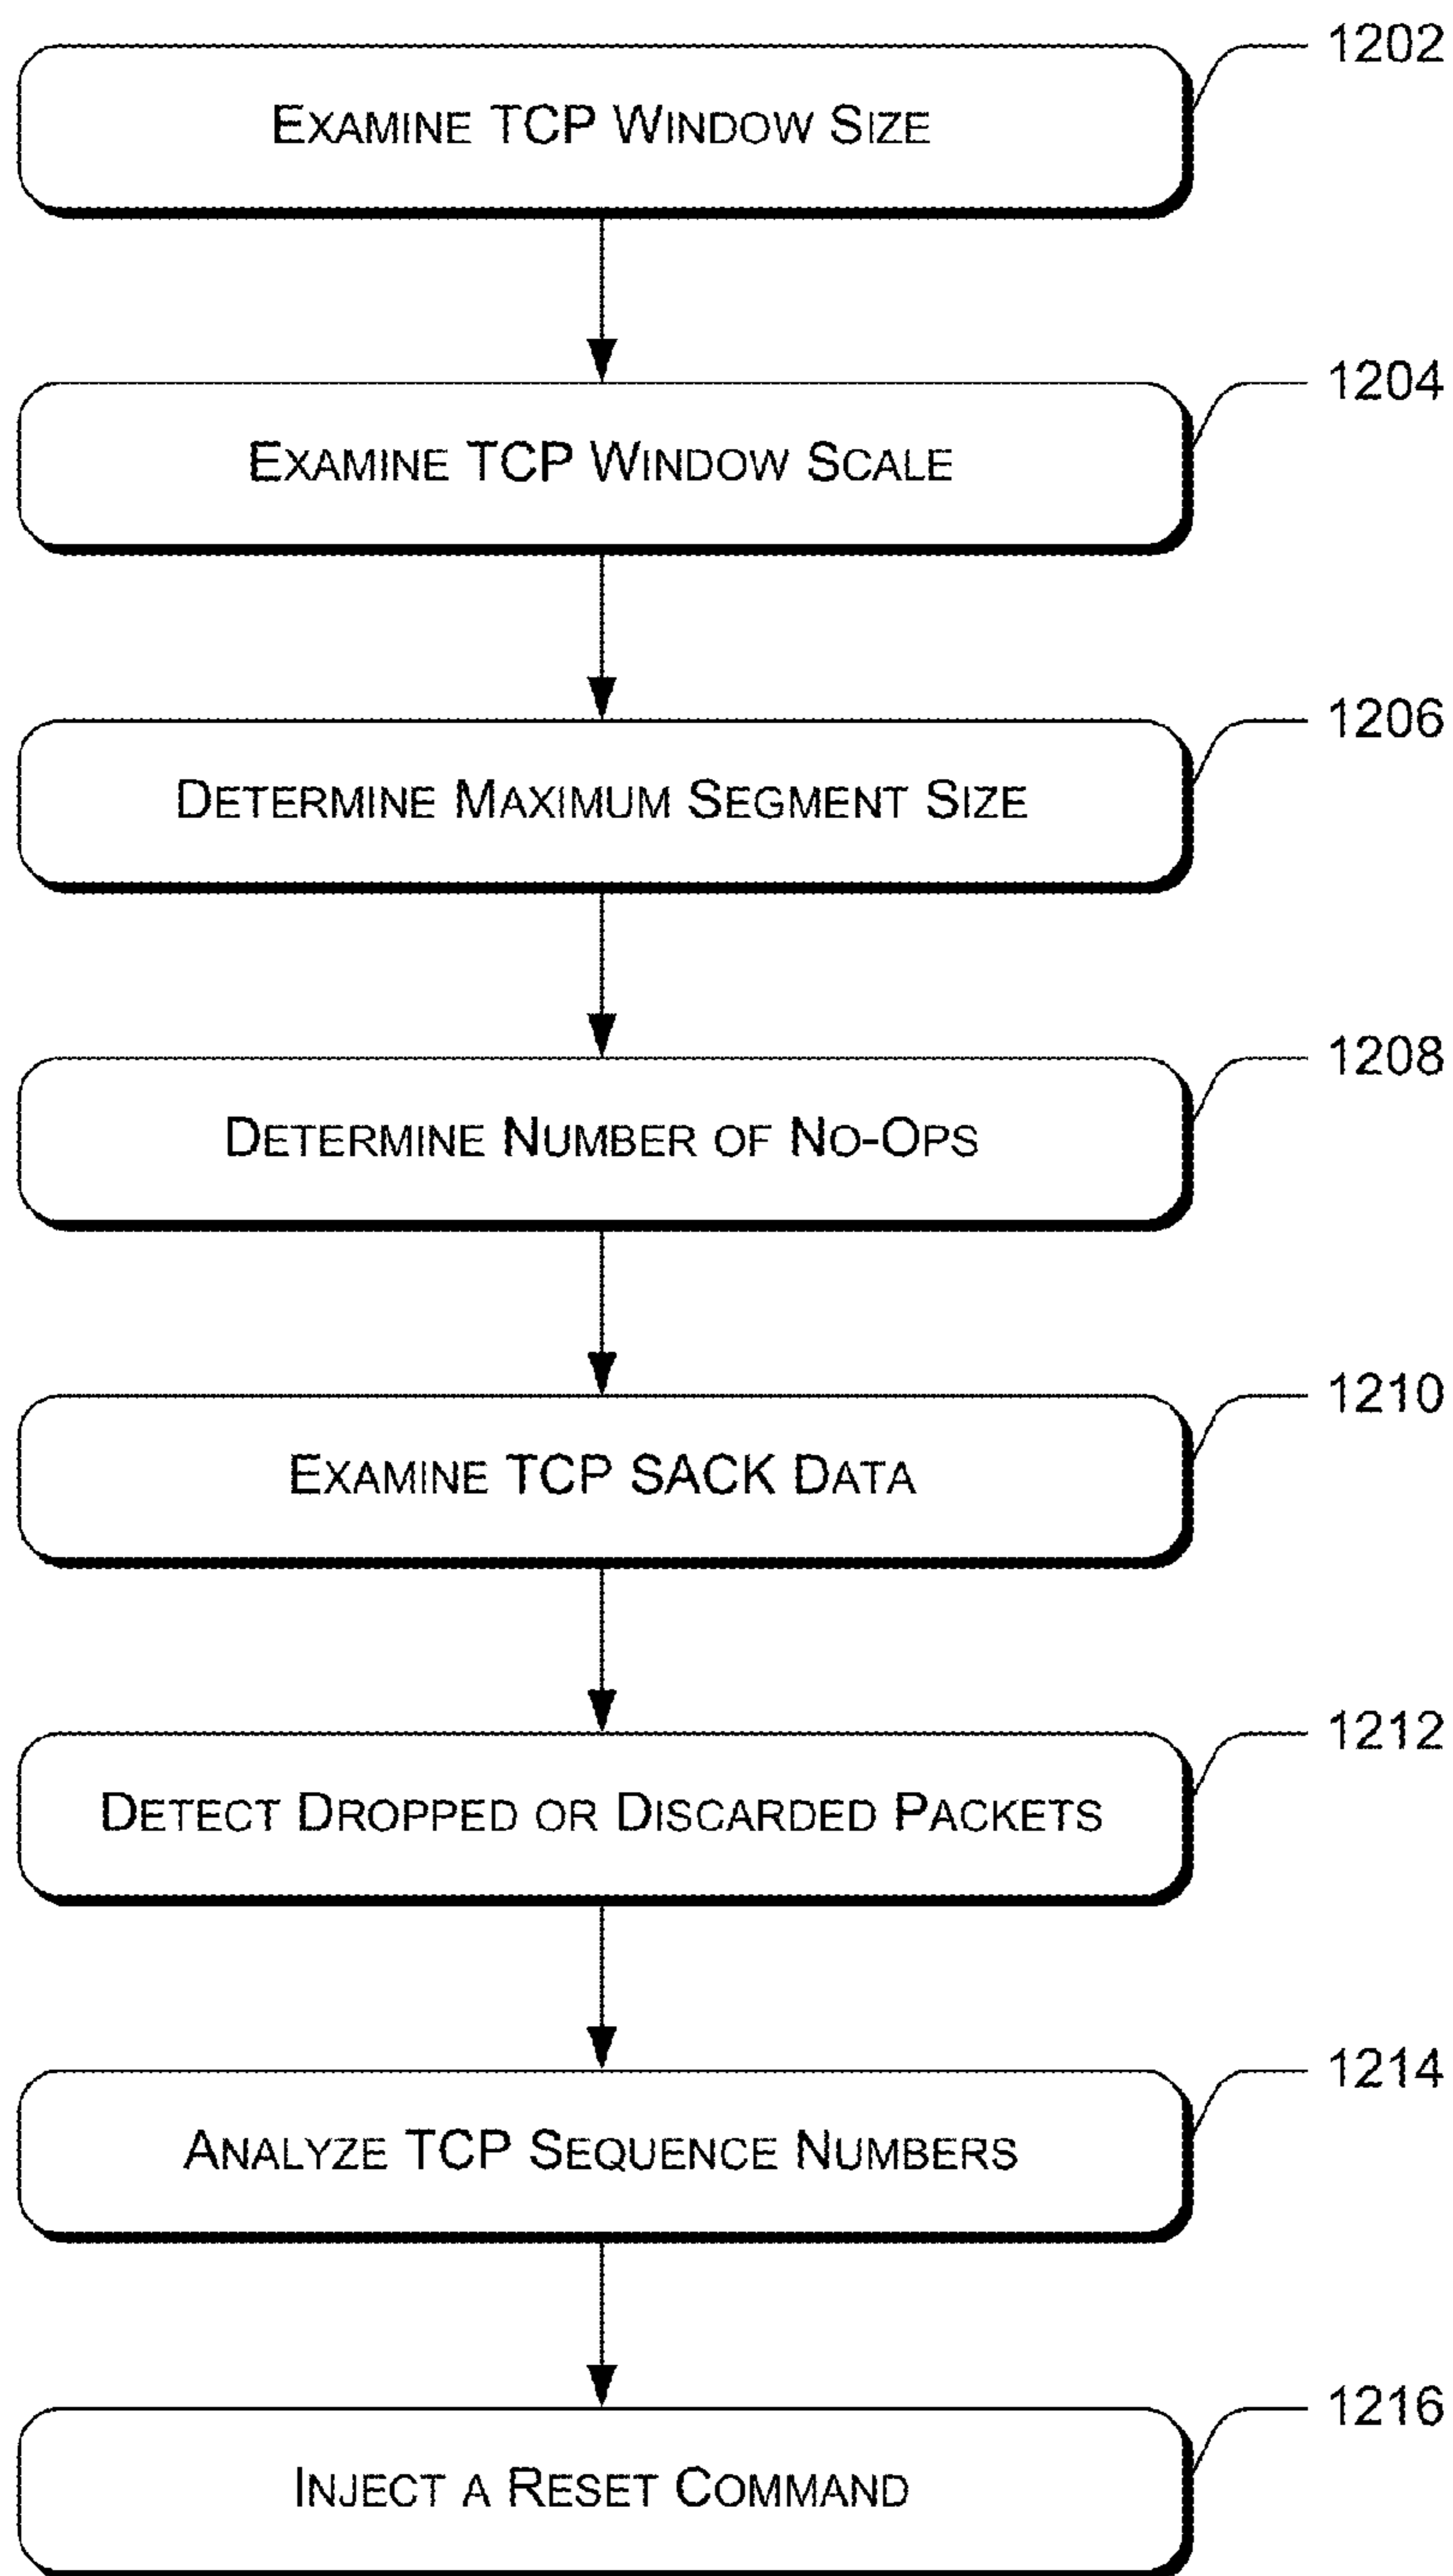 1202
EXAMINE TCP WINDOW SIZE
1204
EXAMINE TCP WINDOW SCALE
1206
DETERMINE MAXIMUM SEGMENT SIZE
1208
DETERMINE NUMBER OF NO-OPS
1210
EXAMINE TCP SACK DATA
1212
DETECT DROPPED OR DISCARDED PACKETS
1214
ANALYZE TCP SEQUENCE NUMBERS
1216
INJECT A RESET COMMAND